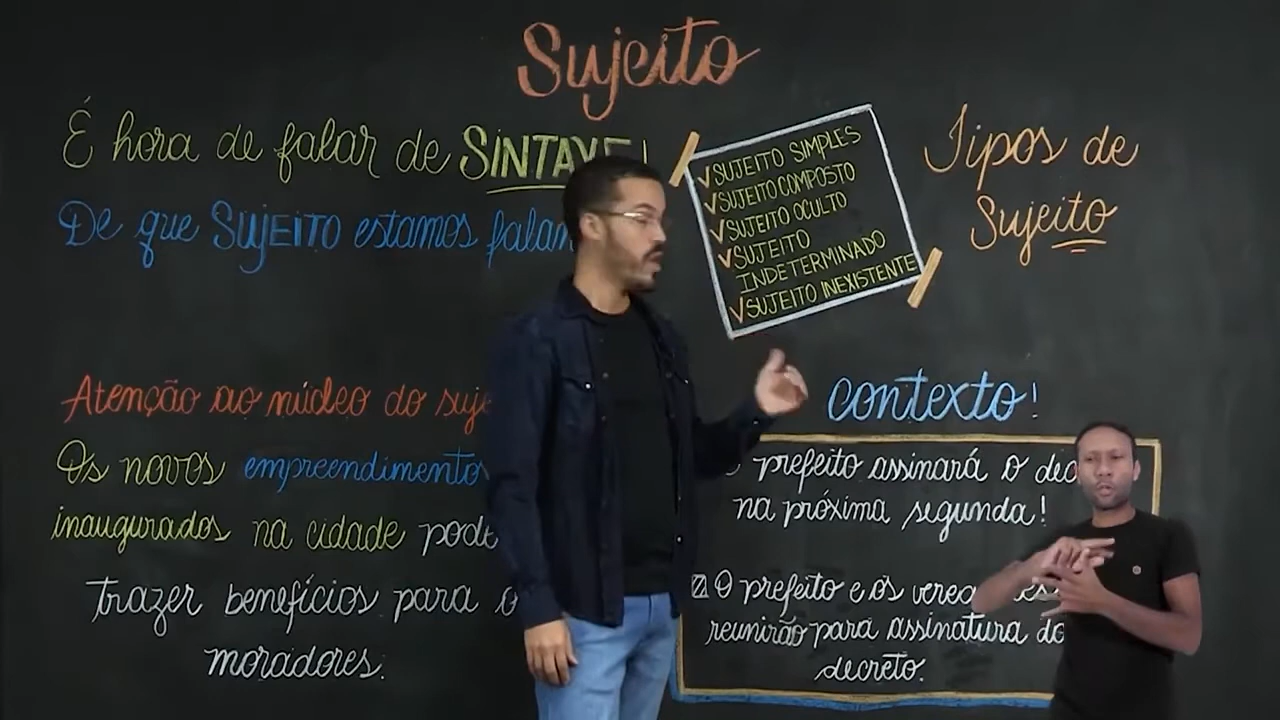 Sujeito
É hora de falar de SINTAXE!
De que SUJEITO estamos
✓SUJEITO SIMPLES
✓SUJEITO COMPOSTO
✓SUJEITO OCULTO
✓SUJEITO
INDETERMINADO
✓SUJEITO INEXISTENTE
Tipos de
Sujeito
Atenção ao núcleo do
Os novos
inaugurados na cidade
trazer benefícios para
moradores.
contexto!
prefeito assinará o
na próxima segunda!
O prefeito e os
reunirão para assinatura do
decreto.